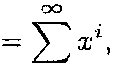 = \sum^{\infty} x^i,